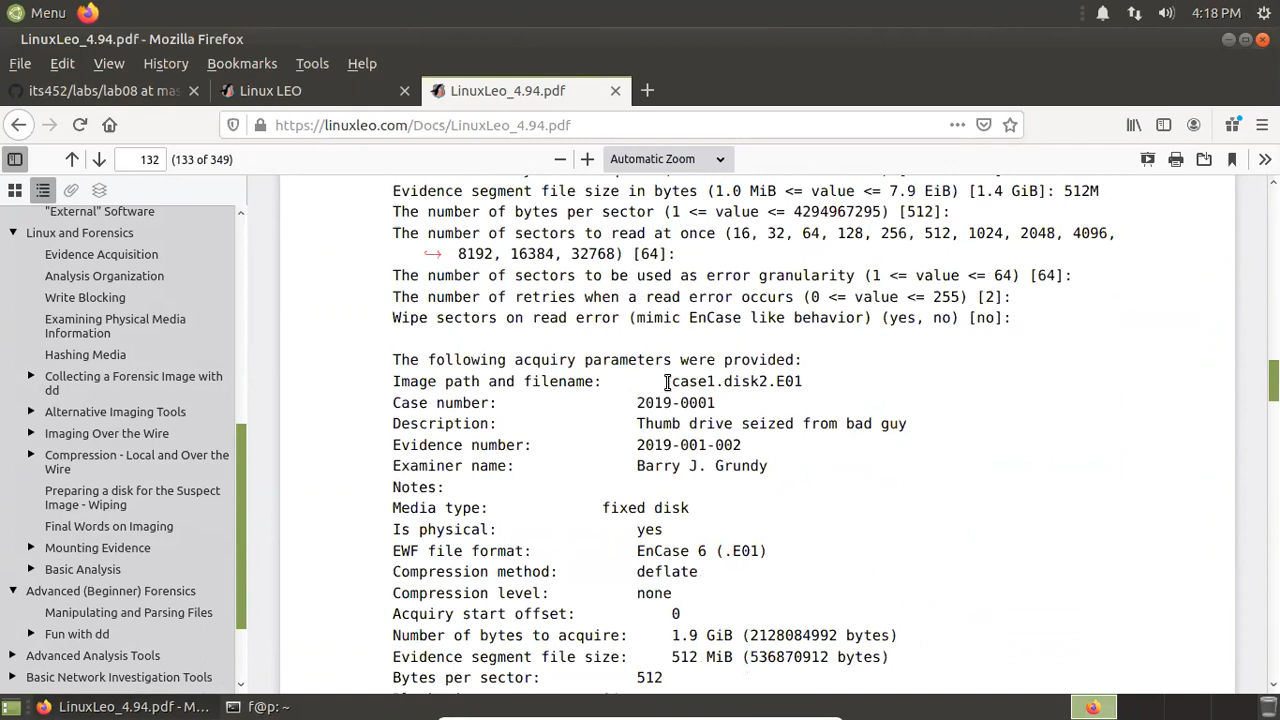 Menu
4:18 PM
LinuxLeo_4.94.pdf - Mozilla Firefox
File Edit View History Bookmarks Tools Help
its452/labs/lab08 at mas
Linux LEO
LinuxLeo_4.94.pdf
https://linuxleo.com/Docs/LinuxLeo_4.94.pdf
132 (133 of 349)
Automatic Zoom
"External" Software
Linux and Forensics
Evidence Acquisition
Analysis Organization
Write Blocking
Examining Physical Media
Information
Hashing Media
Collecting a Forensic Image with
dd
Alternative Imaging Tools
Imaging Over the Wire
Compression - Local and Over the
Wire
Preparing a disk for the Suspect
Image - Wiping
Final Words on Imaging
Mounting Evidence
Basic Analysis
Advanced (Beginner) Forensics
Manipulating and Parsing Files
Fun with dd
Advanced Analysis Tools
Basic Network Investigation Tools
Evidence segment file size in bytes (1.0 MiB <= value <= 7.9 EiB) [1.4 GiB]: 512M
The number of bytes per sector (1 <= value <= 4294967295) [512]:
The number of sectors to read at once (16, 32, 64, 128, 256, 512, 1024, 2048, 4096,
↪ 8192, 16384, 32768) [64]:
The number of sectors to be used as error granularity (1 <= value <= 64) [64]:
The number of retries when a read error occurs (0 <= value <= 255) [2]:
Wipe sectors on read error (mimic EnCase like behavior) (yes, no) [no]:
The following acquiry parameters were provided:
Image path and filename: case1.disk2.E01
Case number: 2019-0001
Description: Thumb drive seized from bad guy
Evidence number: 2019-001-002
Examiner name: Barry J. Grundy
Notes:
Media type: fixed disk
Is physical: yes
EWF file format: EnCase 6 (.E01)
Compression method: deflate
Compression level: none
Acquiry start offset: 0
Number of bytes to acquire: 1.9 GiB (2128084992 bytes)
Evidence segment file size: 512 MiB (536870912 bytes)
Bytes per sector: 512
LinuxLeo_4.94.pdf - Mo...
f@p: ~